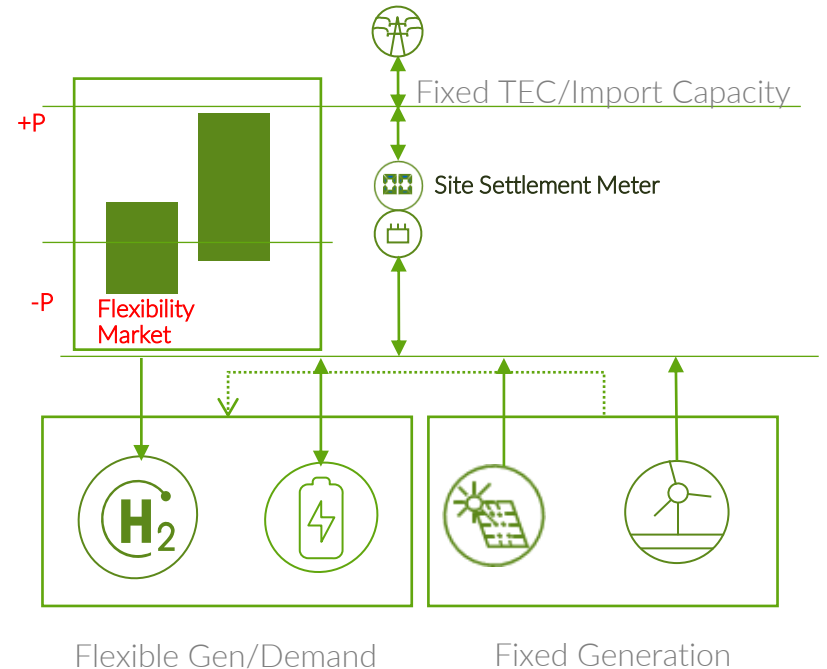 Fixed TEC/Import Capacity
+P
Site Settlement Meter
-P
Flexibility
Market
H2
Flexible Gen/Demand
Fixed Generation